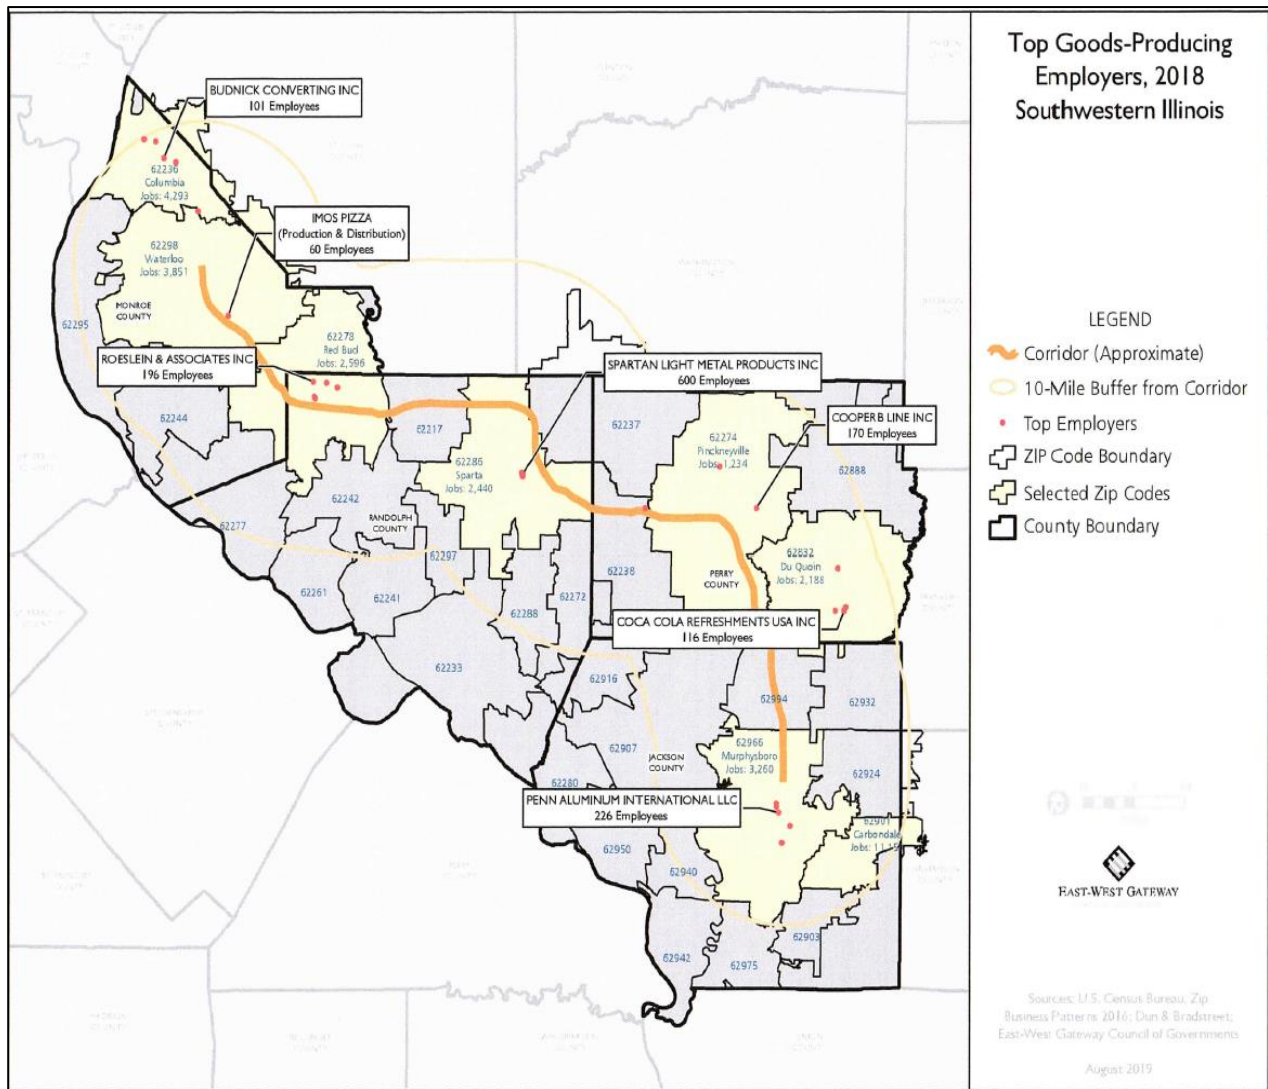 Top Goods-Producing
Employers, 2018
Southwestern Illinois
BUDNICK CONVERTING INC
101 Employees
62236
Columbia
Jobs: 4,293
IMOS PIZZA
(Production & Distribution)
60 Employees
62298
Waterloo
Jobs: 3,851
MONROE
COUNTY
62295
62278
Red Bud
Jobs: 2,596
ROESLEIN & ASSOCIATES INC
196 Employees
SPARTAN LIGHT METAL PRODUCTS INC
600 Employees
COOPER B LINE INC
170 Employees
62244
62217
62237
62274
Pinckneyville
Jobs: 1,234
62888
62286
Sparta
Jobs: 2,440
62242
RANDOLPH
COUNTY
62277
62297
62832
Du Quoin
Jobs: 2,188
62238
PERRY
COUNTY
62261
62241
62288
62272
COCA COLA REFRESHMENTS USA INC
116 Employees
62233
62916
62994
62932
62907
JACKSON
COUNTY
62966
Murphysboro
Jobs: 3,260
62924
62280
PENN ALUMINUM INTERNATIONAL LLC
226 Employees
62901
Carbondale
Jobs:
62950
62940
62903
62942
62975
LEGEND
Corridor (Approximate)
10-Mile Buffer from Corridor
Top Employers
ZIP Code Boundary
Selected Zip Codes
County Boundary
EAST-WEST GATEWAY
Sources: U.S. Census Bureau, Zip
Business Patterns 2016; Dun & Bradstreet;
East-West Gateway Council of Governments
August 2019